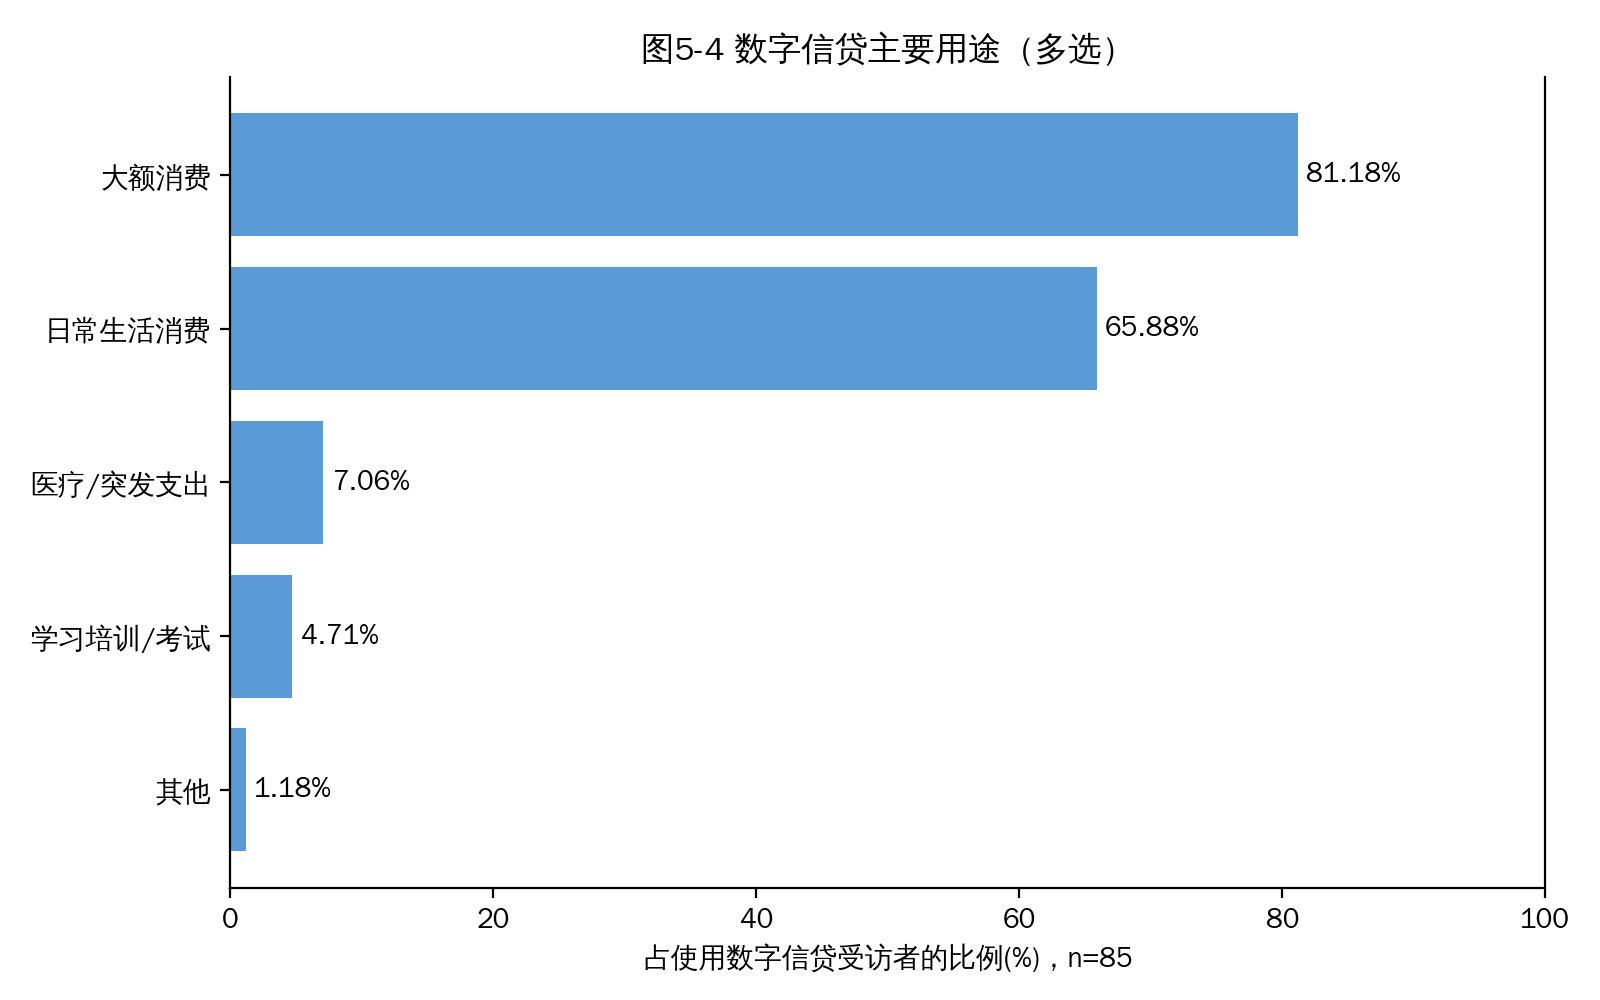 图5-4 数字信贷主要用途（多选）
大额消费
81.18%
日常生活消费
65.88%
医疗/突发支出
7.06%
学习培训/考试
4.71%
其他
1.18%
0 20 40 60 80 100
占使用数字信贷受访者的比例(%)，n=85